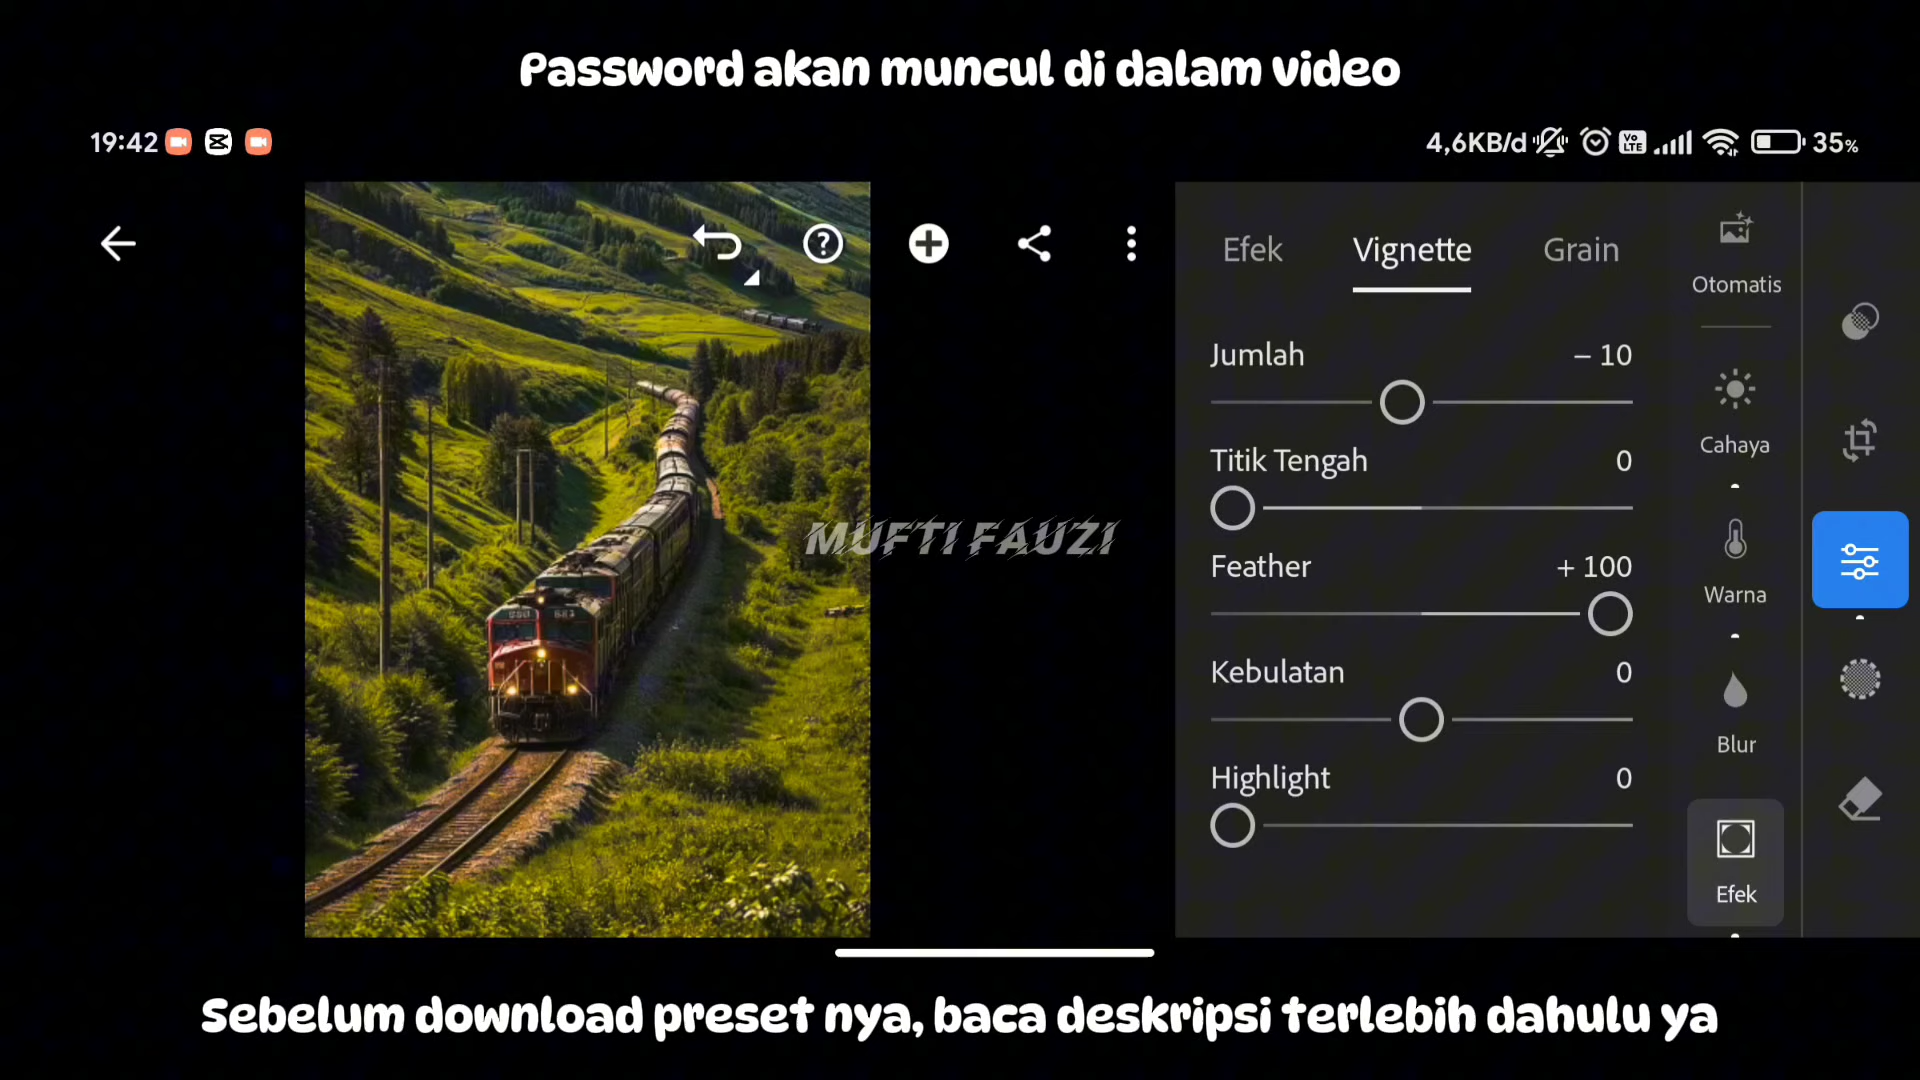 Password akan muncul di dalam video
19:42
4,6KB/d
Vo LTE
35%
Efek
Vignette
Grain
Otomatis
Jumlah
– 10
Cahaya
Titik Tengah
0
MUFTI FAUZI
Feather
+ 100
Warna
Kebulatan
0
Blur
Highlight
0
Efek
Sebelum download preset nya, baca deskripsi terlebih dahulu ya